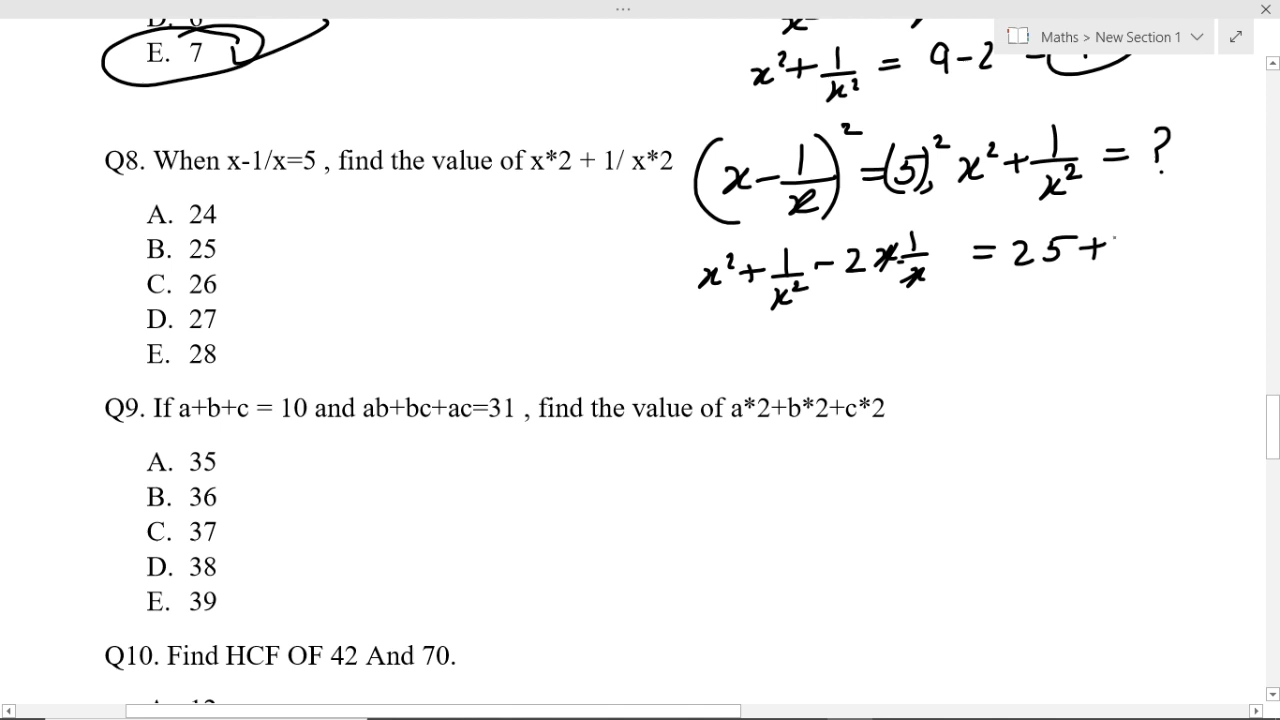 Maths > New Section 1
E. 7
x² + 1/x² = 9 - 2
Q8. When x-1/x=5 , find the value of x*2 + 1/ x*2
(x - 1/x)² = (5)², x² + 1/x² = ?
A. 24
B. 25
x² + 1/x² - 2x·1/x = 25 +
C. 26
D. 27
E. 28
Q9. If a+b+c = 10 and ab+bc+ac=31 , find the value of a*2+b*2+c*2
A. 35
B. 36
C. 37
D. 38
E. 39
Q10. Find HCF OF 42 And 70.